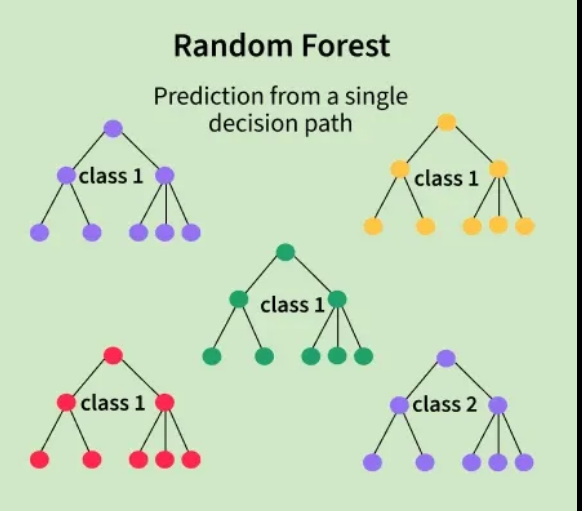 Random Forest
Prediction from a single
decision path
class 1
class 1
class 1
class 1
class 2